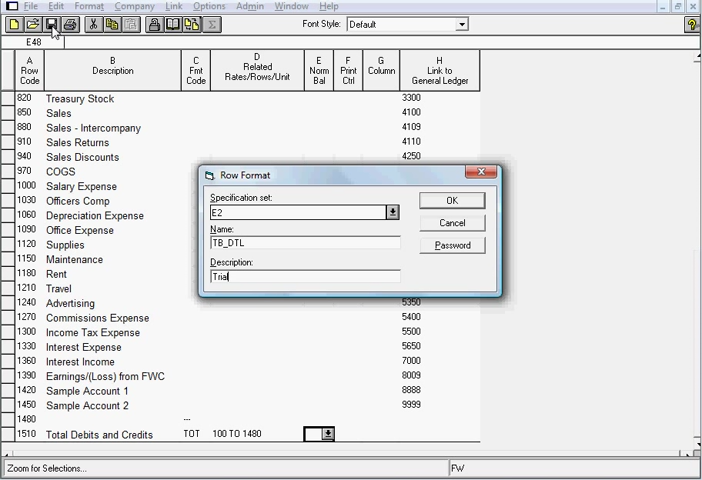 File Edit Format Company Link Options Admin Window Help
Font Style: Default
E48
A B C D E F G H
Row Description Fmt Related Norm Print Column Link to
Code Code Rates/Rows/Unit Bal Ctrl General Ledger
820 Treasury Stock 3300
850 Sales 4100
880 Sales - Intercompany 4109
910 Sales Returns 4110
940 Sales Discounts 4250
970 COGS
1000 Salary Expense
1030 Officers Comp
1060 Depreciation Expense
1090 Office Expense
1120 Supplies
1150 Maintenance
1180 Rent
1210 Travel
1240 Advertising 5350
1270 Commissions Expense 5400
1300 Income Tax Expense 5500
1330 Interest Expense 5650
1360 Interest Income 7000
1390 Earnings/(Loss) from FWC 8009
1420 Sample Account 1 8888
1450 Sample Account 2 9999
1480 ---
1510 Total Debits and Credits TOT 100 TO 1480
Row Format
Specification set:
E2
Name:
TB_DTL
Description:
Trial
OK
Cancel
Password
Zoom for Selections... FW